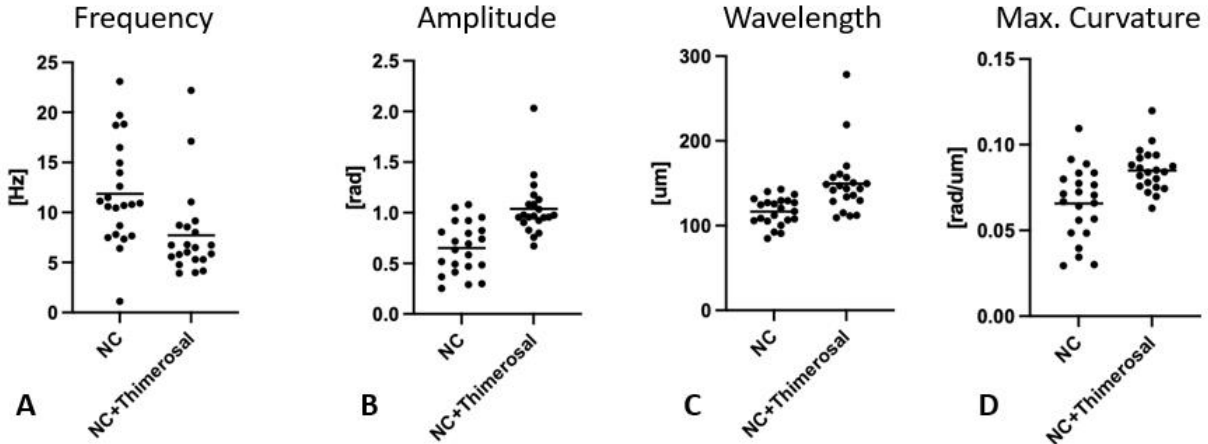 Frequency
Amplitude
Wavelength
Max. Curvature
[Hz]
25
20
15
10
5
0
NC
NC+Thimerosal
A
[rad]
2.5
2.0
1.5
1.0
0.5
0.0
NC
NC+Thimerosal
B
[um]
300
200
100
0
NC
NC+Thimerosal
C
[rad/um]
0.15
0.10
0.05
0.00
NC
NC+Thimerosal
D